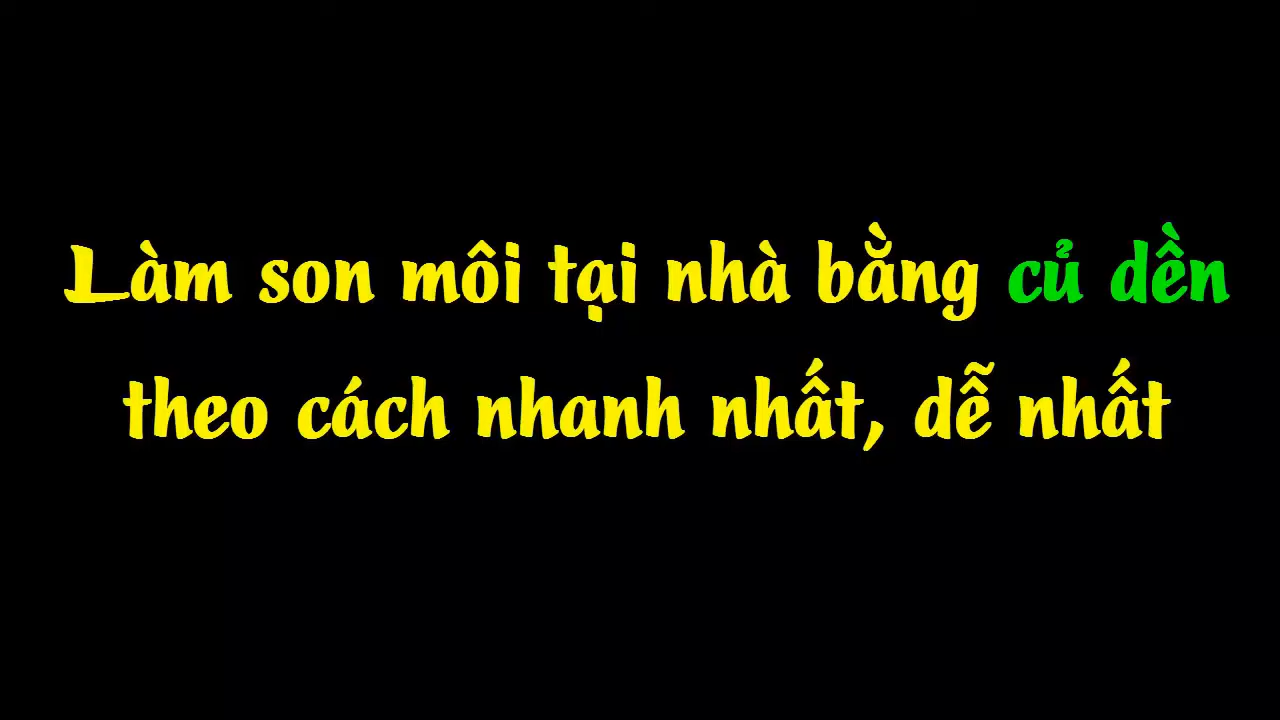 Làm son môi tại nhà bằng củ dền
theo cách nhanh nhất, dễ nhất